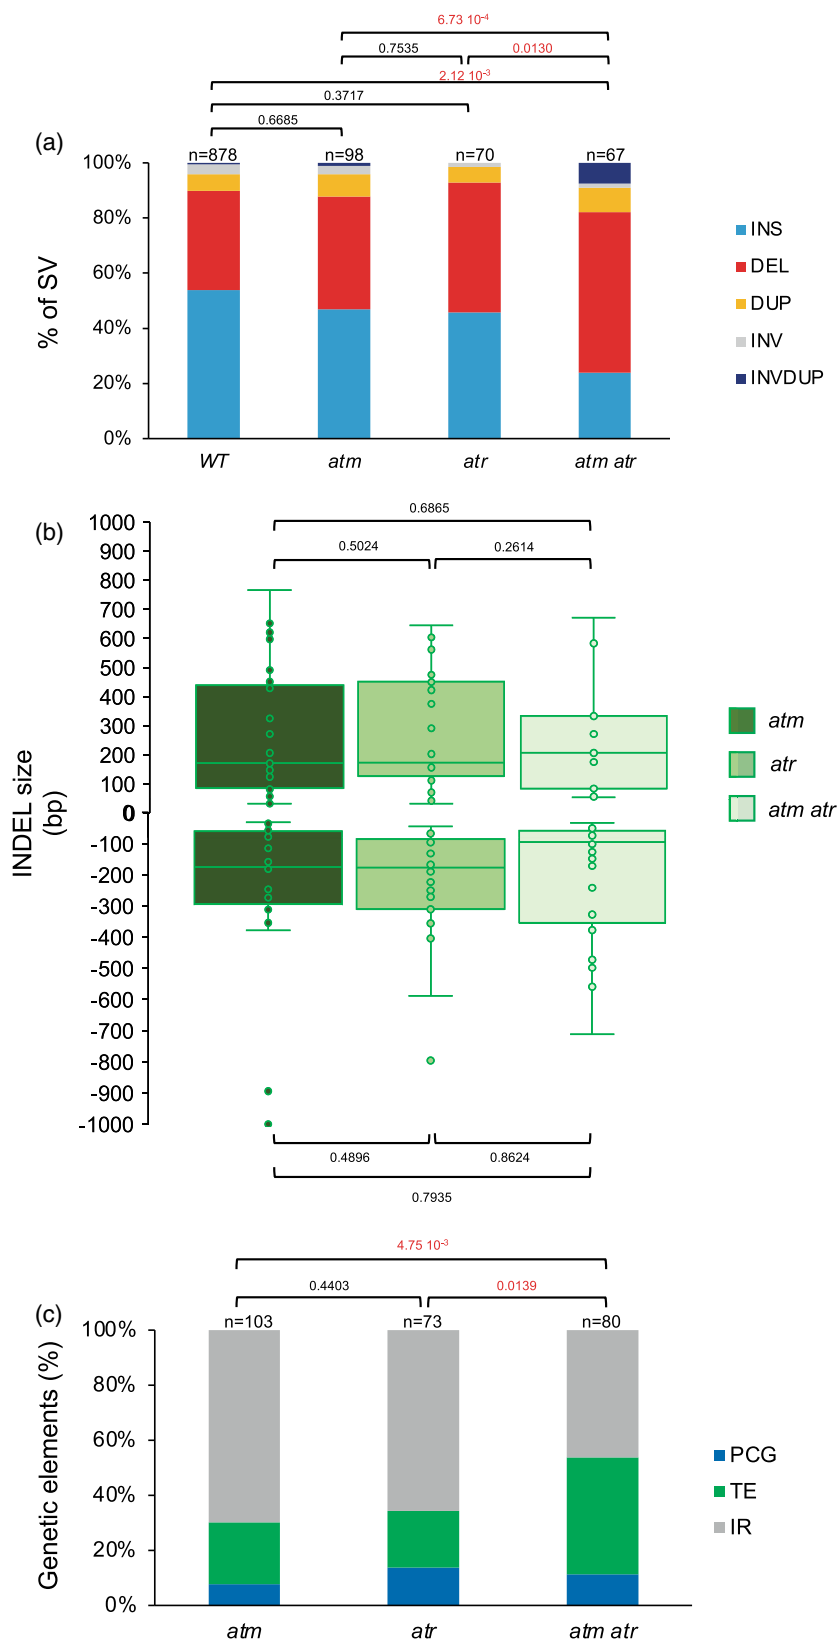 6.73 10-4
0.7535 0.0130
2.12 10-3
0.3717
0.6685
(a)
n=878 n=98 n=70 n=67
100%
80%
60%
40%
20%
0%
% of SV
WT atm atr atm atr
INS
DEL
DUP
INV
INVDUP
(b)
0.6865
0.5024 0.2614
1000
900
800
700
600
500
400
300
200
100
0
-100
-200
-300
-400
-500
-600
-700
-800
-900
-1000
INDEL size
(bp)
atm
atr
atm atr
0.4896 0.8624
0.7935
4.75 10-3
0.4403 0.0139
(c)
n=103 n=73 n=80
100%
80%
60%
40%
20%
0%
Genetic elements (%)
atm atr atm atr
PCG
TE
IR